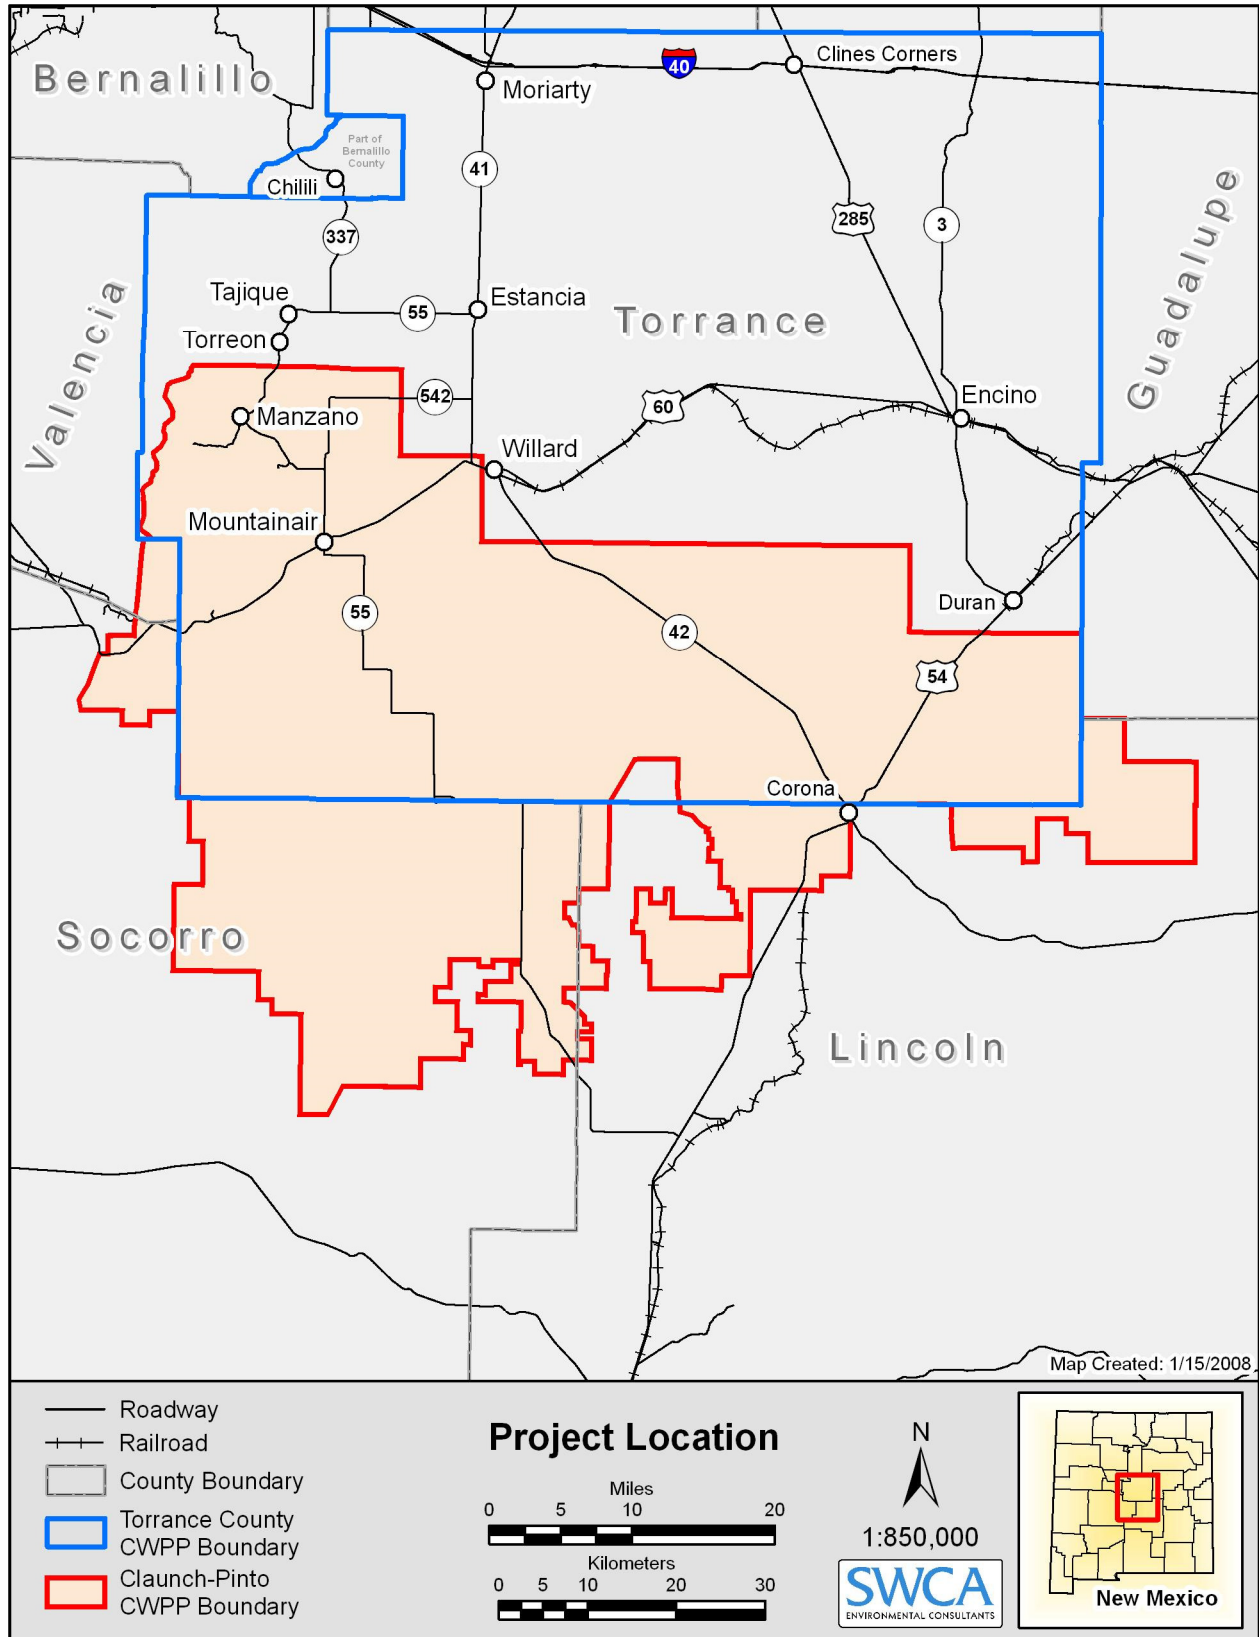 Bernalillo
40
Clines Corners
Moriarty
Part of
Bernalillo
County
41
Chilili
285
3
337
Guadalupe
Valencia
Tajique
Estancia
55
Torrance
Torreon
542
60
Encino
Manzano
Willard
Mountainair
Duran
55
42
54
Corona
Socorro
Lincoln
Map Created: 1/15/2008
Roadway
Railroad
County Boundary
Torrance County
CWPP Boundary
Claunch-Pinto
CWPP Boundary
Project Location
Miles
0 5 10 20
Kilometers
0 5 10 20 30
N
1:850,000
SWCA
ENVIRONMENTAL CONSULTANTS
New Mexico